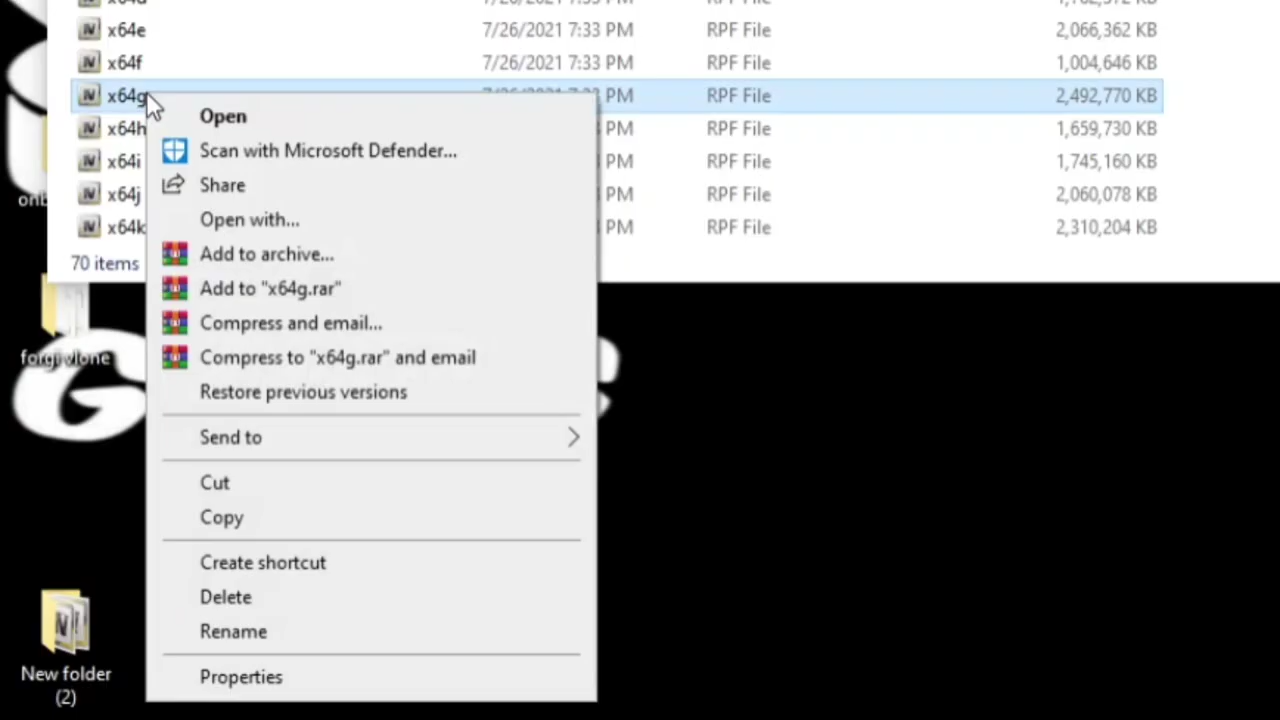 x64e 7/26/2021 7:33 PM RPF File 2,066,362 KB
x64f 7/26/2021 7:33 PM RPF File 1,004,646 KB
x64g PM RPF File 2,492,770 KB
x64h PM RPF File 1,659,730 KB
x64i PM RPF File 1,745,160 KB
x64j PM RPF File 2,060,078 KB
x64k PM RPF File 2,310,204 KB
70 items
Open
Scan with Microsoft Defender...
Share
Open with...
Add to archive...
Add to "x64g.rar"
Compress and email...
Compress to "x64g.rar" and email
Restore previous versions
Send to
Cut
Copy
Create shortcut
Delete
Rename
Properties
New folder
(2)